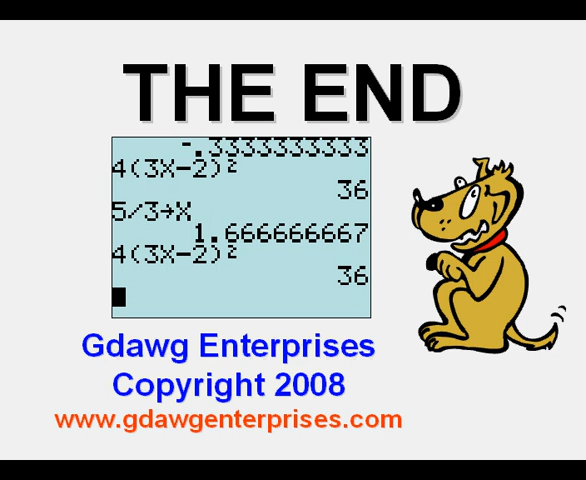 THE END
-.3333333333
4(3X-2)²
36
5/3→X
1.666666667
4(3X-2)²
36
Gdawg Enterprises
Copyright 2008
www.gdawgenterprises.com